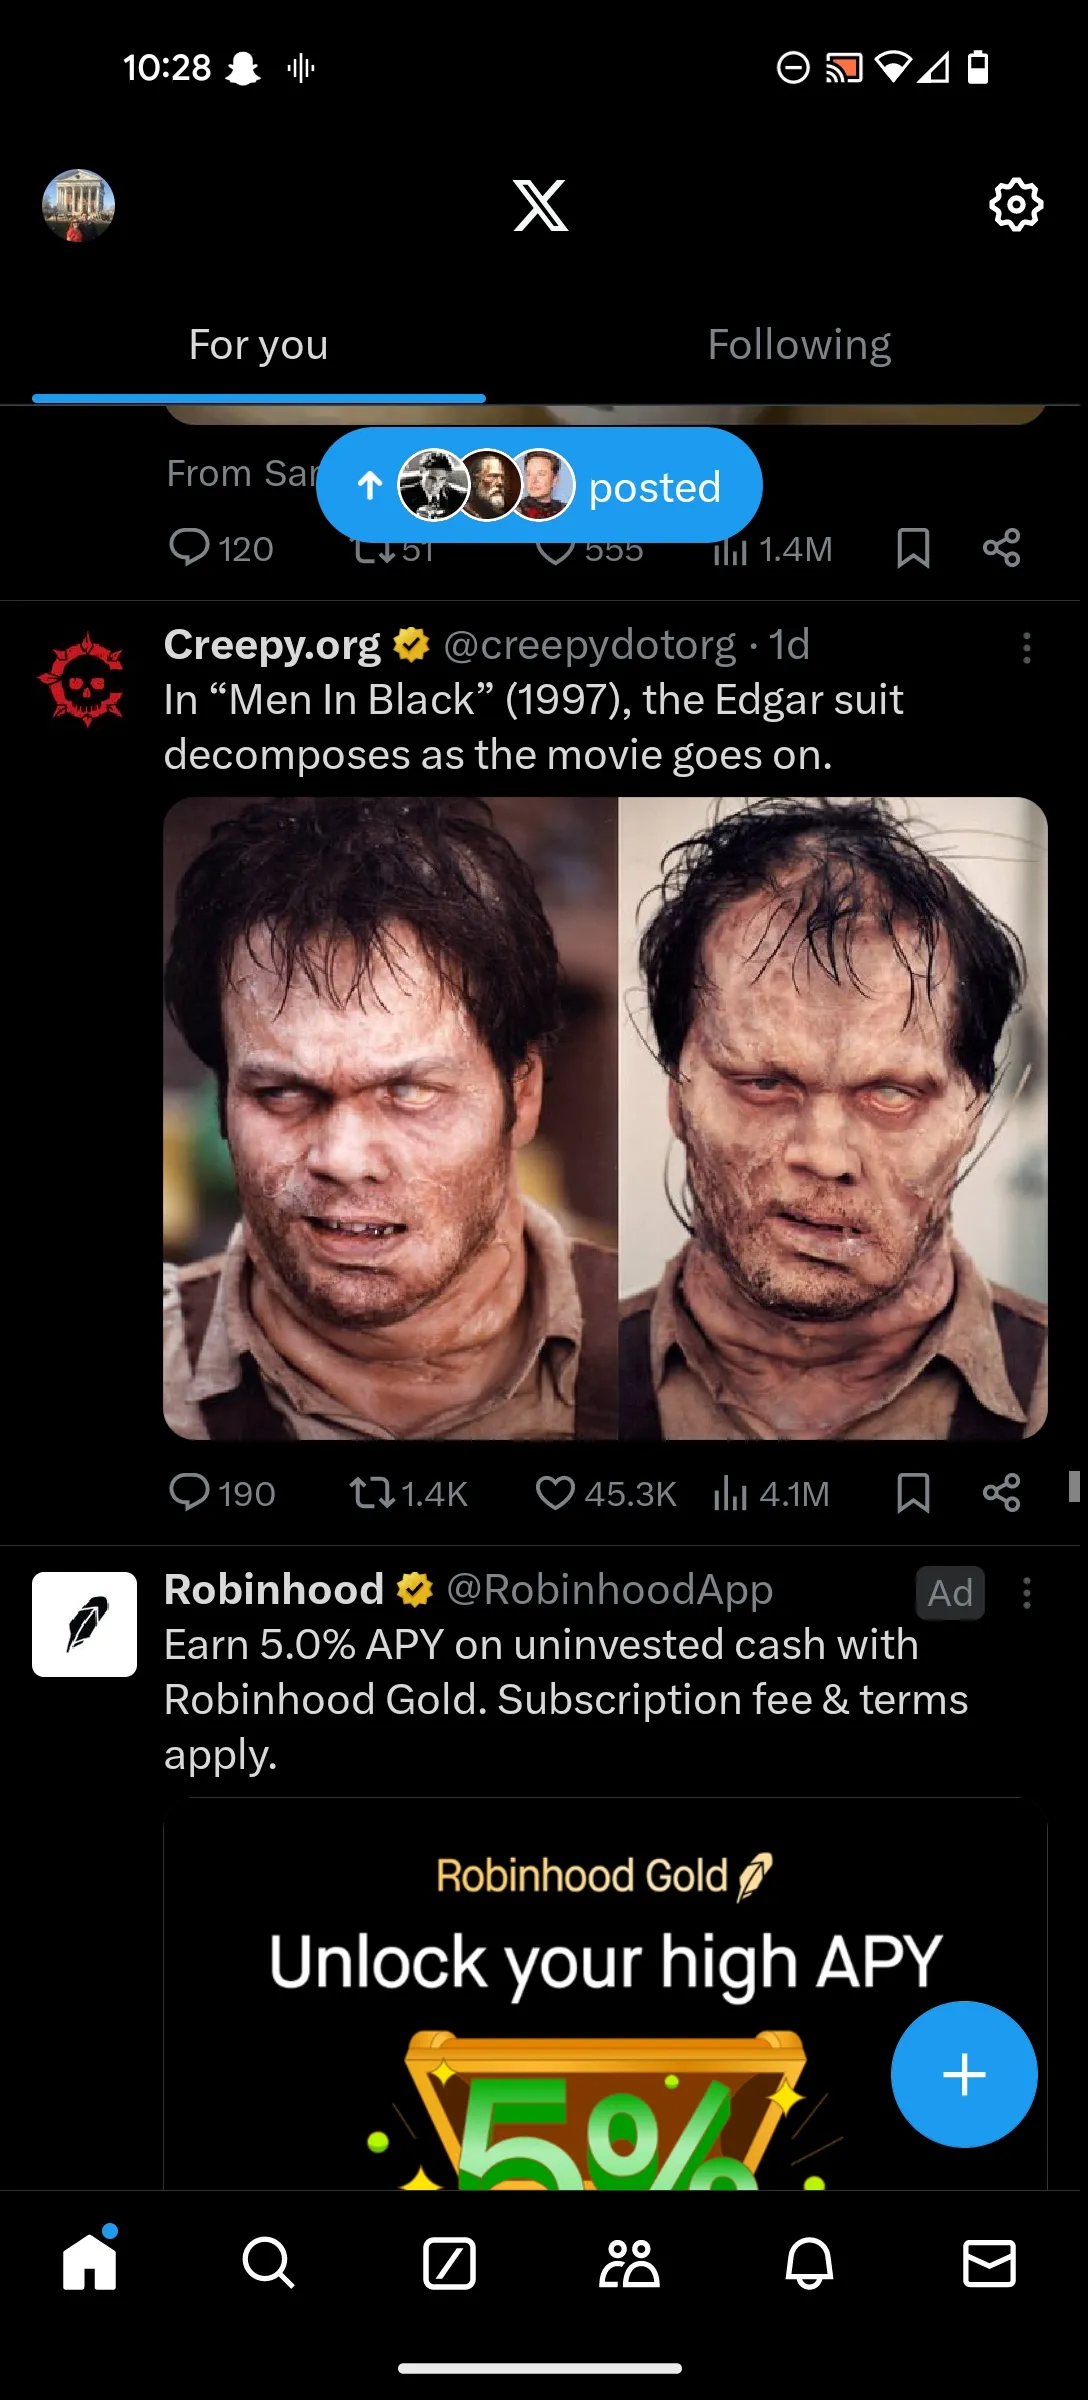 10:28
For you
Following
From Sar
posted
120
51
555
1.4M
Creepy.org @creepydotorg · 1d
In “Men In Black” (1997), the Edgar suit
decomposes as the movie goes on.
190
1.4K
45.3K
4.1M
Robinhood @RobinhoodApp
Ad
Earn 5.0% APY on uninvested cash with
Robinhood Gold. Subscription fee & terms
apply.
Robinhood Gold
Unlock your high APY
5%